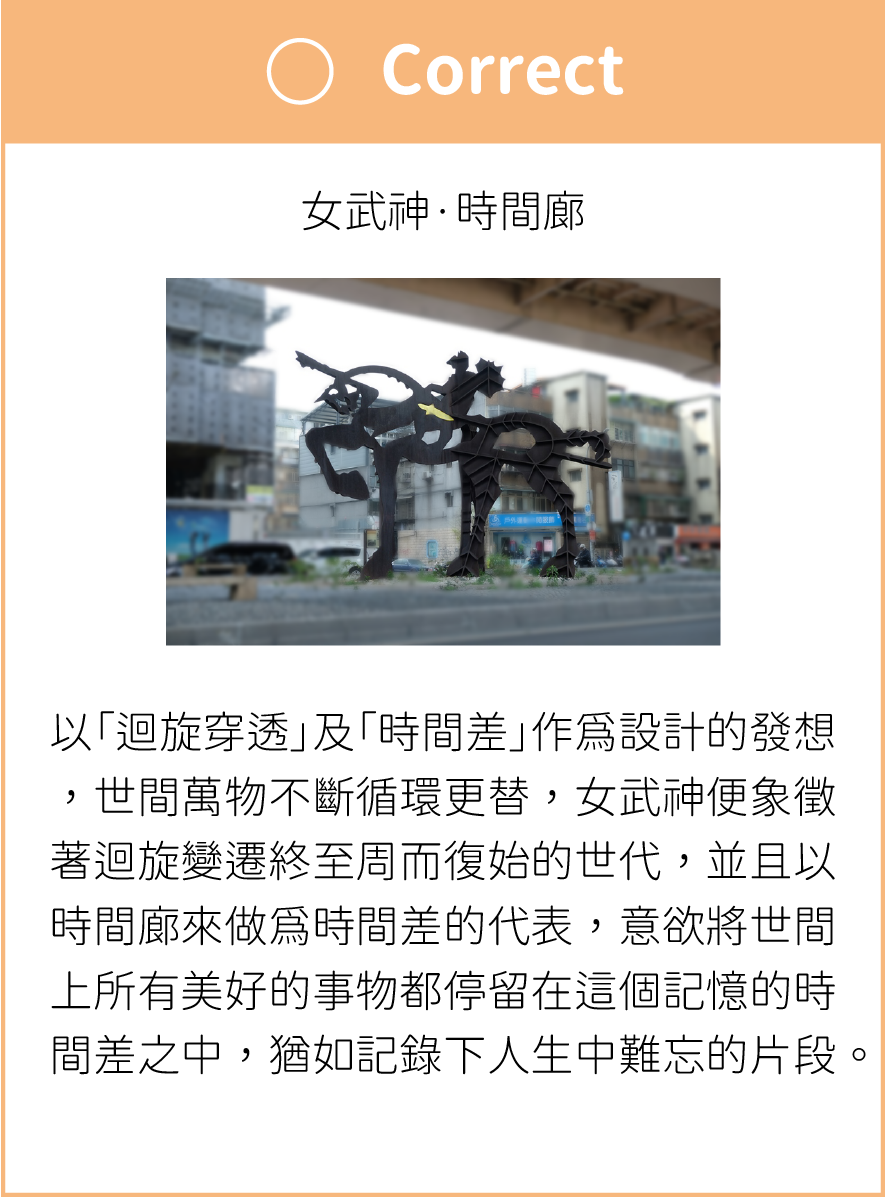 Correct
女武神·時間廊
以「迴旋穿透」及「時間差」作為設計的發想
，世間萬物不斷循環更替，女武神便象徵
著迴旋變遷終至周而復始的世代，並且以
時間廊來做為時間差的代表，意欲將世間
上所有美好的事物都停留在這個記憶的時
間差之中，猶如記錄下人生中難忘的片段。